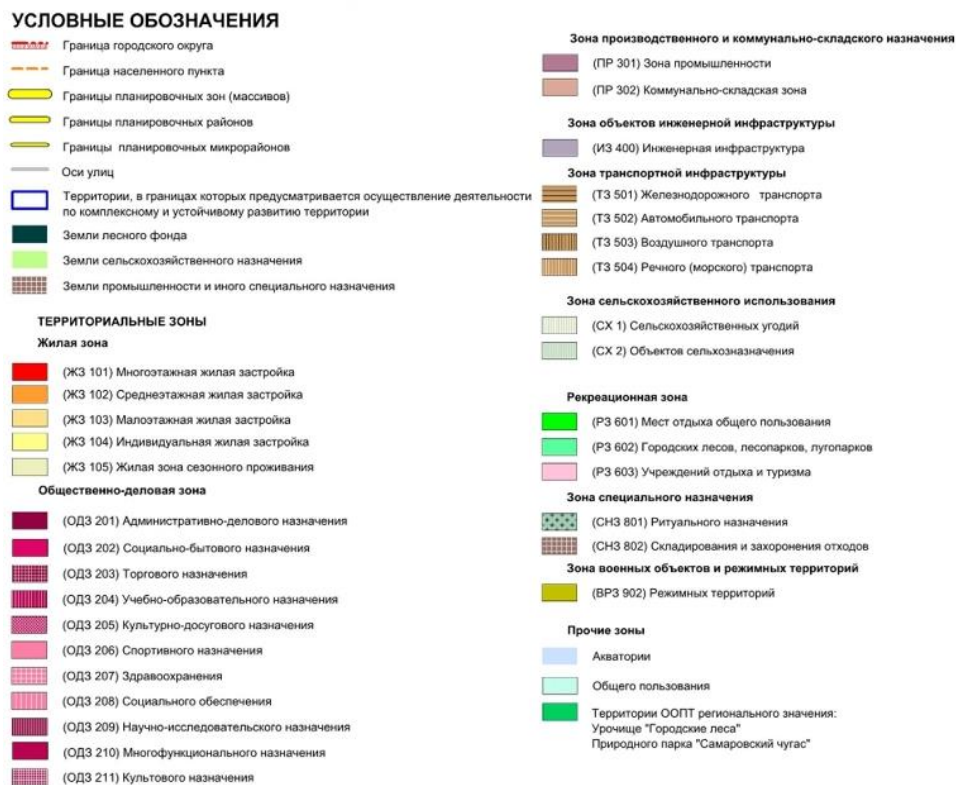 УСЛОВНЫЕ ОБОЗНАЧЕНИЯ
Граница городского округа
Граница населенного пункта
Границы планировочных зон (массивов)
Границы планировочных районов
Границы планировочных микрорайонов
Оси улиц
Территории, в границах которых предусматривается осуществление деятельности
по комплексному и устойчивому развитию территории
Земли лесного фонда
Земли сельскохозяйственного назначения
Земли промышленности и иного специального назначения
ТЕРРИТОРИАЛЬНЫЕ ЗОНЫ
Жилая зона
(ЖЗ 101) Многоэтажная жилая застройка
(ЖЗ 102) Среднеэтажная жилая застройка
(ЖЗ 103) Малоэтажная жилая застройка
(ЖЗ 104) Индивидуальная жилая застройка
(ЖЗ 105) Жилая зона сезонного проживания
Общественно-деловая зона
(ОДЗ 201) Административно-делового назначения
(ОДЗ 202) Социально-бытового назначения
(ОДЗ 203) Торгового назначения
(ОДЗ 204) Учебно-образовательного назначения
(ОДЗ 205) Культурно-досугового назначения
(ОДЗ 206) Спортивного назначения
(ОДЗ 207) Здравоохранения
(ОДЗ 208) Социального обеспечения
(ОДЗ 209) Научно-исследовательского назначения
(ОДЗ 210) Многофункционального назначения
(ОДЗ 211) Культового назначения
Зона производственного и коммунально-складского назначения
(ПР 301) Зона промышленности
(ПР 302) Коммунально-складская зона
Зона объектов инженерной инфраструктуры
(ИЗ 400) Инженерная инфраструктура
Зона транспортной инфраструктуры
(ТЗ 501) Железнодорожного транспорта
(ТЗ 502) Автомобильного транспорта
(ТЗ 503) Воздушного транспорта
(ТЗ 504) Речного (морского) транспорта
Зона сельскохозяйственного использования
(СХ 1) Сельскохозяйственных угодий
(СХ 2) Объектов сельхозназначения
Рекреационная зона
(РЗ 601) Мест отдыха общего пользования
(РЗ 602) Городских лесов, лесопарков, лугопарков
(РЗ 603) Учреждений отдыха и туризма
Зона специального назначения
(СНЗ 801) Ритуального назначения
(СНЗ 802) Складирования и захоронения отходов
Зона военных объектов и режимных территорий
(ВРЗ 902) Режимных территорий
Прочие зоны
Акватории
Общего пользования
Территории ООПТ регионального значения:
Урочище "Городские леса"
Природного парка "Самаровский чугас"